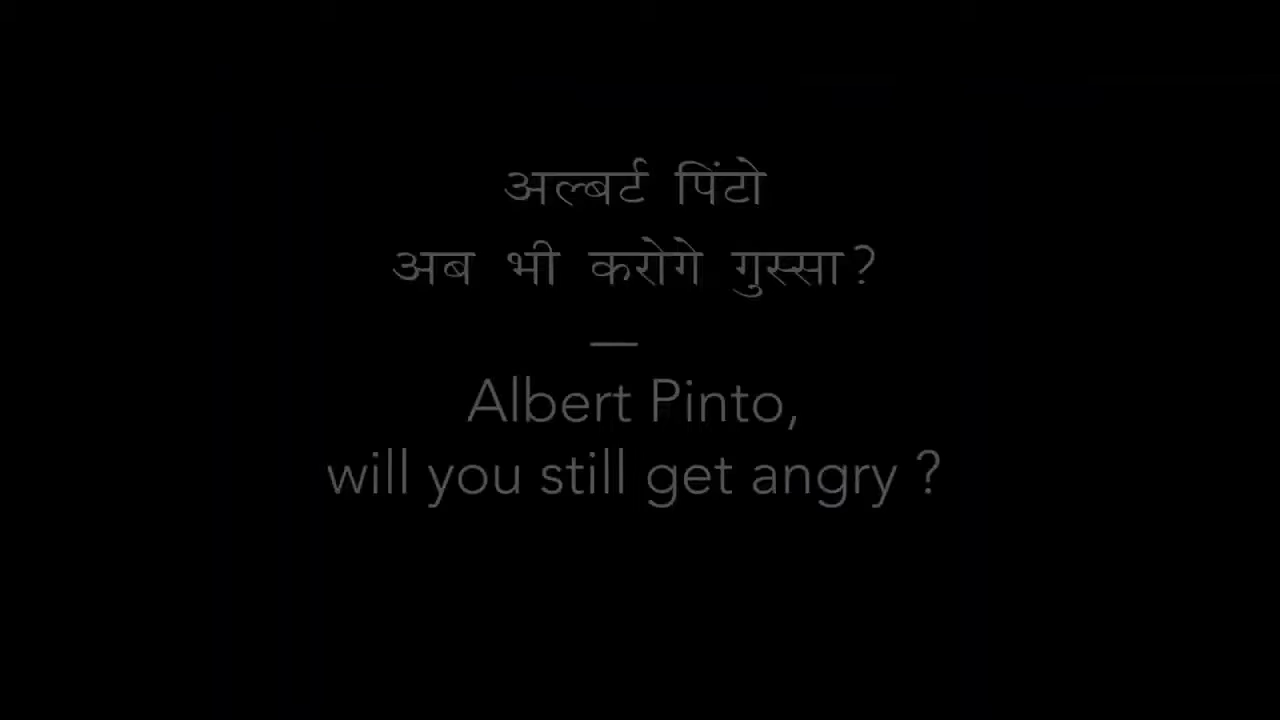 अल्बर्ट पिंटो
अब भी करोगे गुस्सा?
—
Albert Pinto,
will you still get angry ?